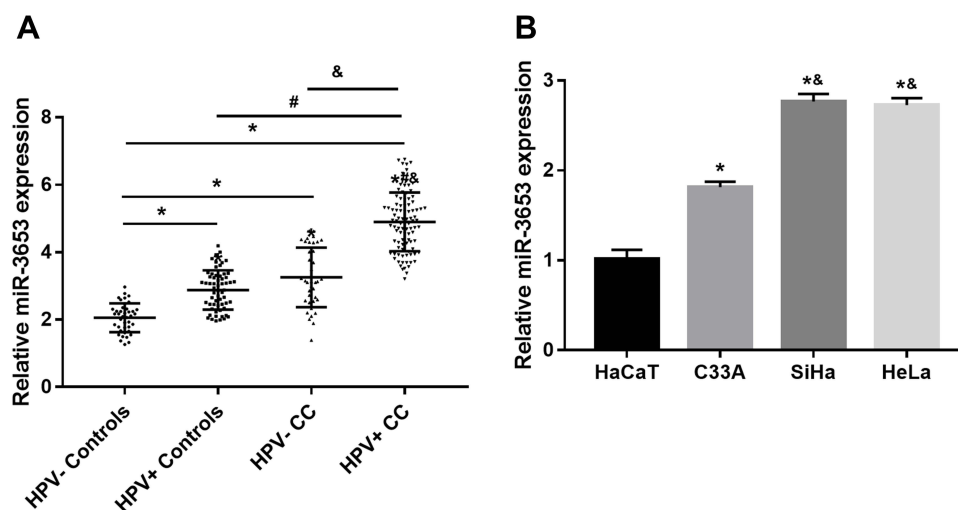 A
Relative miR-3653 expression
8
6
4
2
0
&
#
*
*
*
*
*#&
HPV- Controls
HPV+ Controls
HPV- CC
HPV+ CC
B
Relative miR-3653 expression
3
2
1
0
*
*&
*&
HaCaT
C33A
SiHa
HeLa